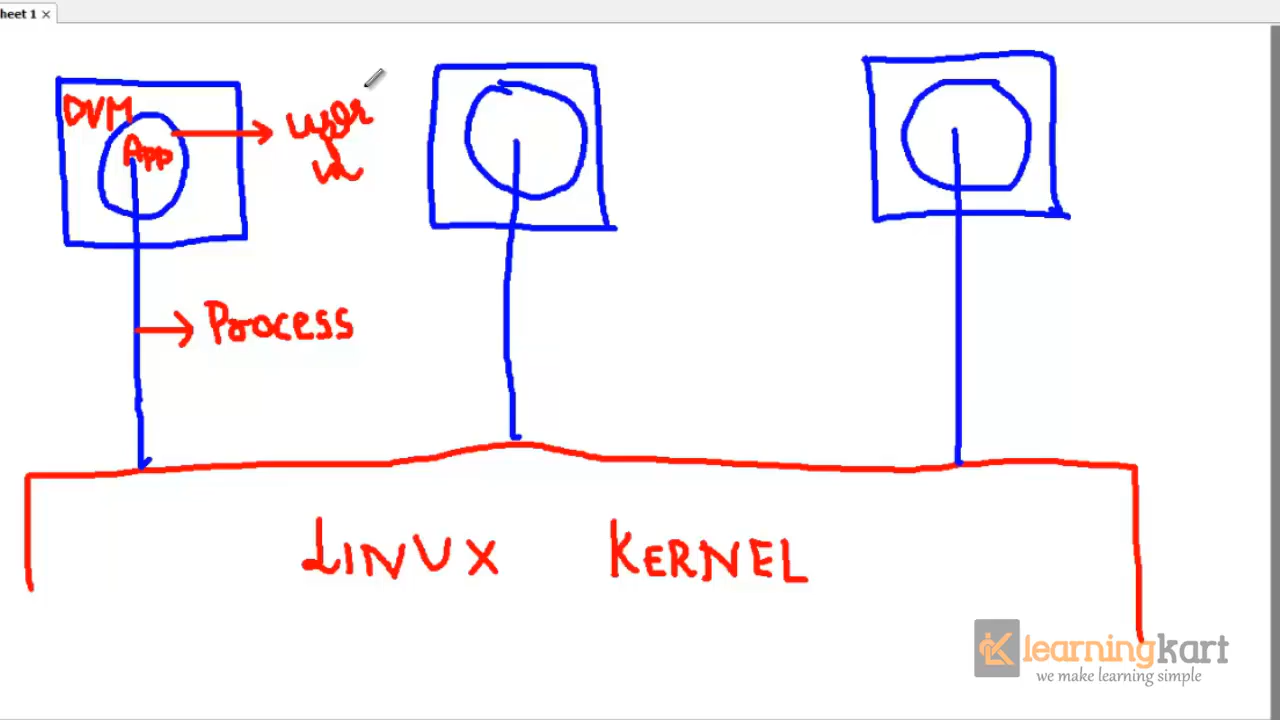 heet 1
DVM
App
user
Process
LINUX KERNEL
learningkart
we make learning simple